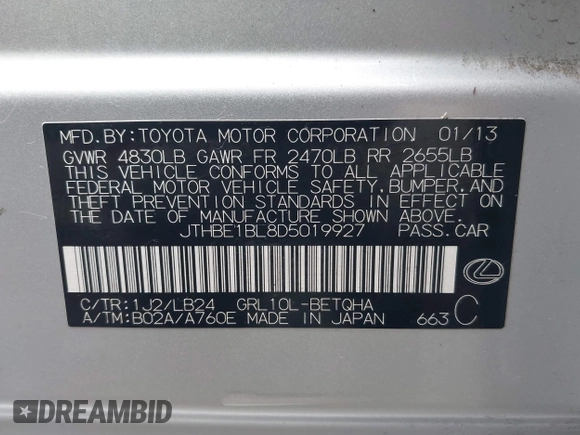 MFD.BY:TOYOTA MOTOR CORPORATION 01/13
GVWR 4830LB GAWR FR 2470LB RR 2655LB
THIS VEHICLE CONFORMS TO ALL APPLICABLE
FEDERAL MOTOR VEHICLE SAFETY, BUMPER, AND
THEFT PREVENTION STANDARDS IN EFFECT ON
THE DATE OF MANUFACTURE SHOWN ABOVE.
JTHBE1BL8D5019927 PASS.CAR
C/TR:1J2/LB24 GRL10L-BETQHA
A/TM:B02A/A760E MADE IN JAPAN 663 C
DREAMBID